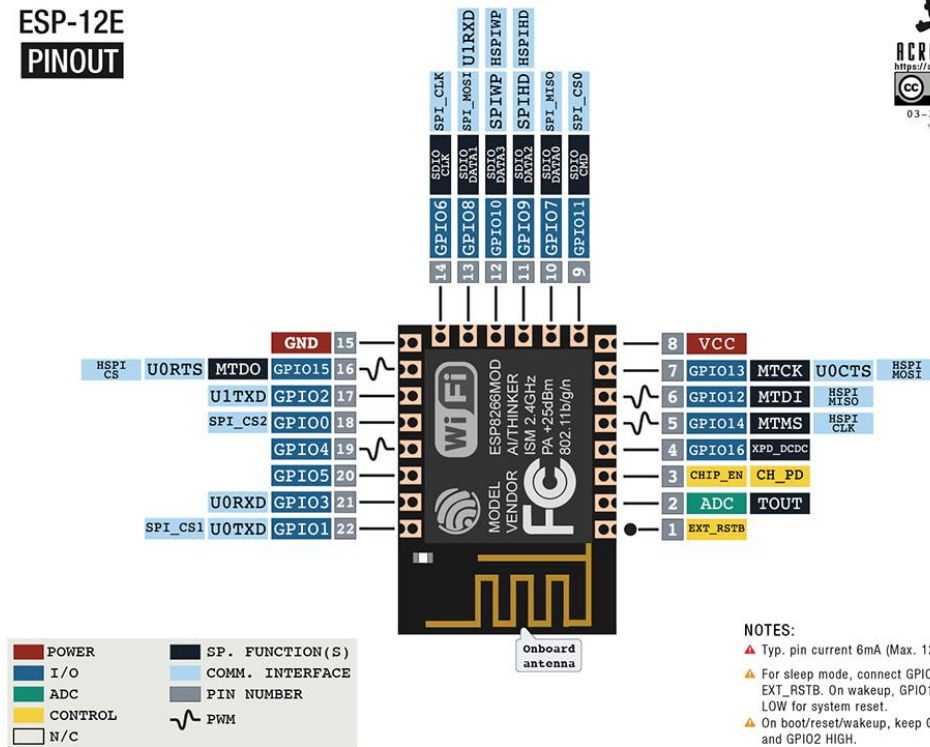 ESP-12E
PINOUT
https://a
CC
SPI_CLK
SDIO CLK
GPIO6
14
U1RXD
SPI_MOSI
SDIO DATA1
GPIO8
13
HSPIWP
SPIWP
SDIO DATA3
GPIO10
12
HSPIHD
SPIHD
SDIO DATA2
GPIO9
11
SPI_MISO
SDIO DATA0
GPIO7
10
SPI_CS0
SDIO CMD
GPIO11
9
GND 15
HSPI CS U0RTS MTDO GPIO15 16
U1TXD GPIO2 17
SPI_CS2 GPIO0 18
GPIO4 19
GPIO5 20
U0RXD GPIO3 21
SPI_CS1 U0TXD GPIO1 22
8 VCC
7 GPIO13 MTCK U0CTS HSPI MOSI
6 GPIO12 MTDI HSPI MISO
5 GPIO14 MTMS HSPI CLK
4 GPIO16 XPD_DCDC
3 CHIP_EN CH_PD
2 ADC TOUT
1 EXT_RSTB
WiFi
MODEL ESP8266MOD
VENDOR AI/THINKER
ISM 2.4GHz
PA +25dBm
802.11b/g/n
FC
Onboard
antenna
POWER
I/O
ADC
CONTROL
N/C
SP. FUNCTION(S)
COMM. INTERFACE
PIN NUMBER
PWM
NOTES:
Typ. pin current 6mA (Max. 12
For sleep mode, connect GPIO
EXT_RSTB. On wakeup, GPIO1
LOW for system reset.
On boot/reset/wakeup, keep G
and GPIO2 HIGH.